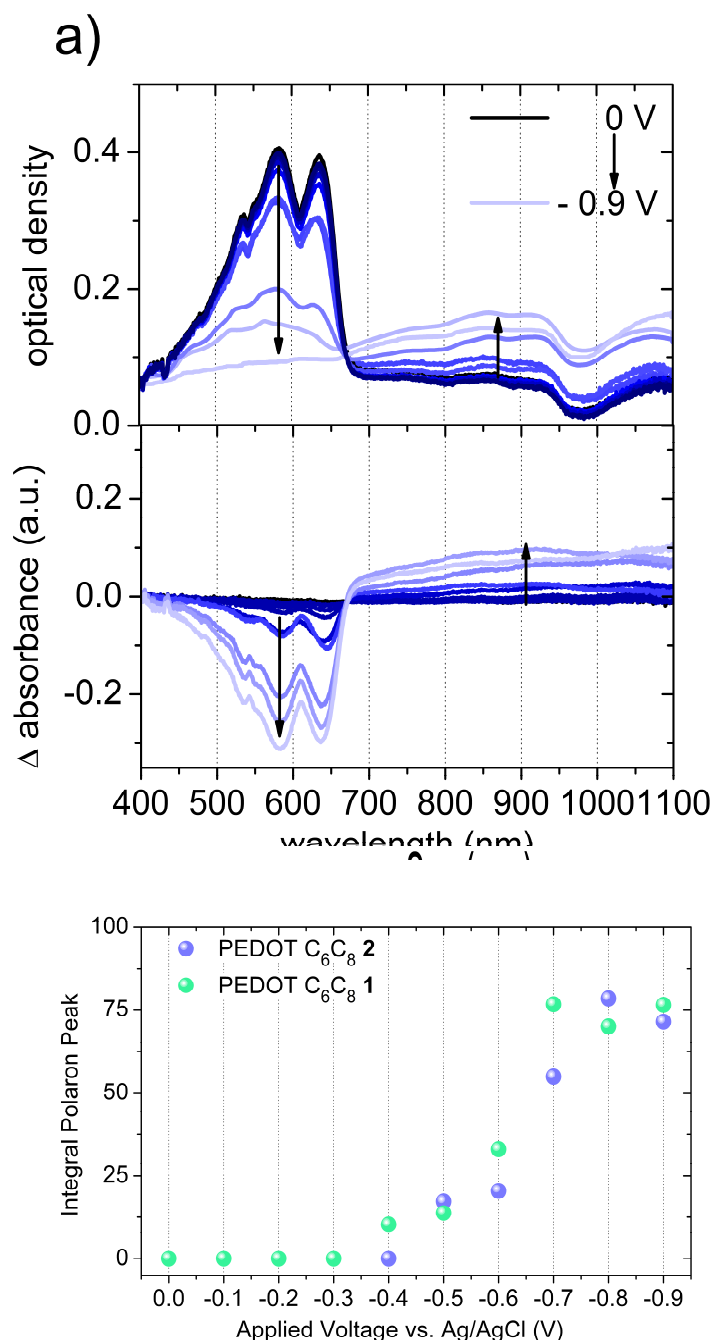 a)
optical density
0.4
0.2
0.0
0 V
- 0.9 V
Δ absorbance (a.u.)
0.2
0.0
-0.2
400 500 600 700 800 900 1000 1100
wavelength (nm)
Integral Polaron Peak
100
75
50
25
0
PEDOT C6C8 2
PEDOT C6C8 1
0.0 -0.1 -0.2 -0.3 -0.4 -0.5 -0.6 -0.7 -0.8 -0.9
Applied Voltage vs. Ag/AgCl (V)